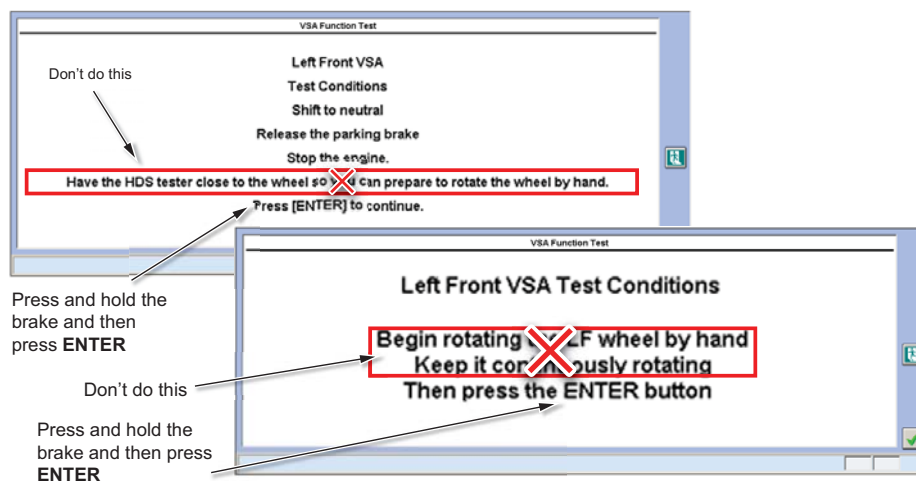 VSA Function Test
Don't do this
Left Front VSA
Test Conditions
Shift to neutral
Release the parking brake
Stop the engine.
Have the HDS tester close to the wheel so you can prepare to rotate the wheel by hand.
Press [ENTER] to continue.
Press and hold the
brake and then
press ENTER
VSA Function Test
Left Front VSA Test Conditions
Begin rotating the LF wheel by hand
Keep it continuously rotating
Then press the ENTER button
Don't do this
Press and hold the
brake and then press
ENTER